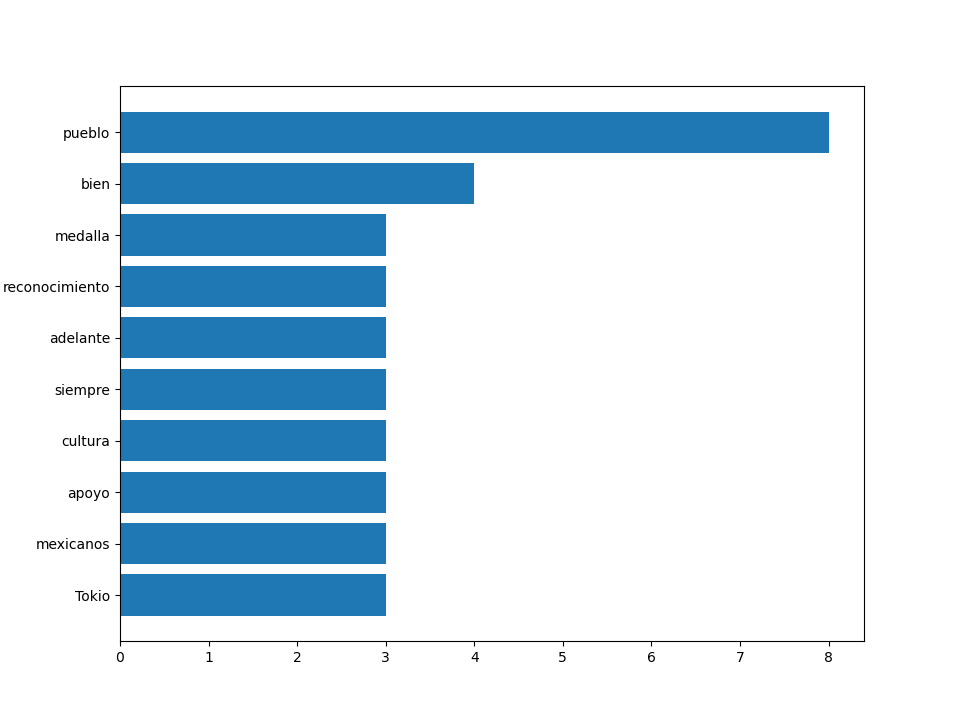 pueblo
bien
medalla
reconocimiento
adelante
siempre
cultura
apoyo
mexicanos
Tokio
0 1 2 3 4 5 6 7 8